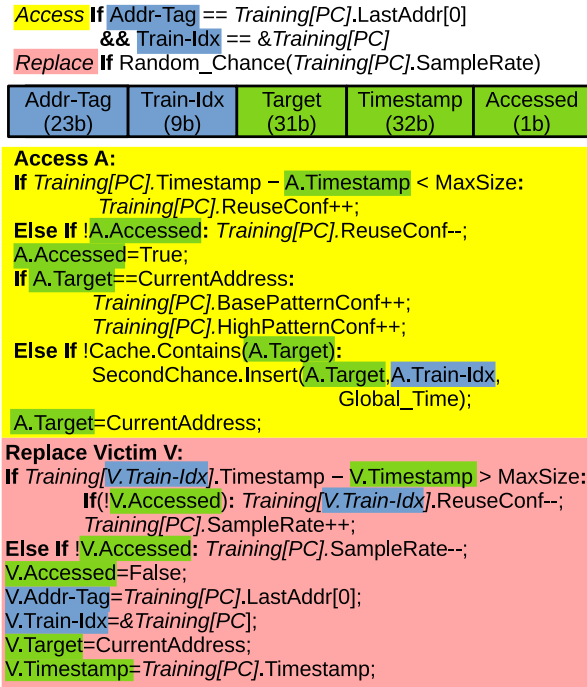 Access If Addr-Tag == Training[PC].LastAddr[0]
&& Train-Idx == &Training[PC]
Replace If Random_Chance(Training[PC].SampleRate)
Addr-Tag Train-Idx Target Timestamp Accessed
(23b) (9b) (31b) (32b) (1b)
Access A:
If Training[PC].Timestamp – A.Timestamp < MaxSize:
Training[PC].ReuseConf++;
Else If !A.Accessed: Training[PC].ReuseConf--;
A.Accessed=True;
If A.Target==CurrentAddress:
Training[PC].BasePatternConf++;
Training[PC].HighPatternConf++;
Else If !Cache.Contains(A.Target):
SecondChance.Insert(A.Target,A.Train-Idx,
Global_Time);
A.Target=CurrentAddress;
Replace Victim V:
If Training[V.Train-Idx].Timestamp – V.Timestamp > MaxSize:
If(!V.Accessed): Training[V.Train-Idx].ReuseConf--;
Training[PC].SampleRate++;
Else If !V.Accessed: Training[PC].SampleRate--;
V.Accessed=False;
V.Addr-Tag=Training[PC].LastAddr[0];
V.Train-Idx=&Training[PC];
V.Target=CurrentAddress;
V.Timestamp=Training[PC].Timestamp;